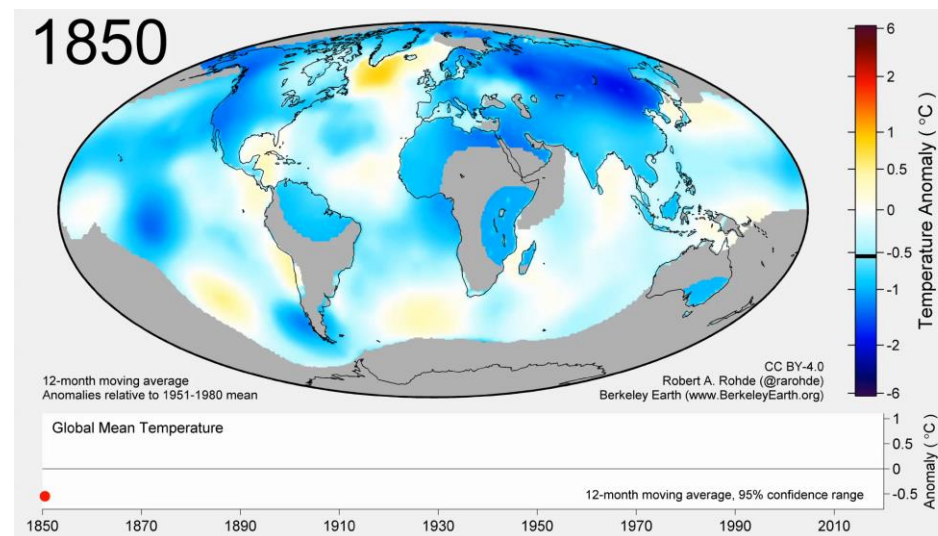 1850
6
2
1
0.5
0
-0.5
-1
-2
-6
Temperature Anomaly ( °C )
12-month moving average
Anomalies relative to 1951-1980 mean
CC BY-4.0
Robert A. Rohde (@rarohde)
Berkeley Earth (www.BerkeleyEarth.org)
Global Mean Temperature
12-month moving average, 95% confidence range
1
0.5
0
-0.5
Anomaly ( °C )
1850 1870 1890 1910 1930 1950 1970 1990 2010